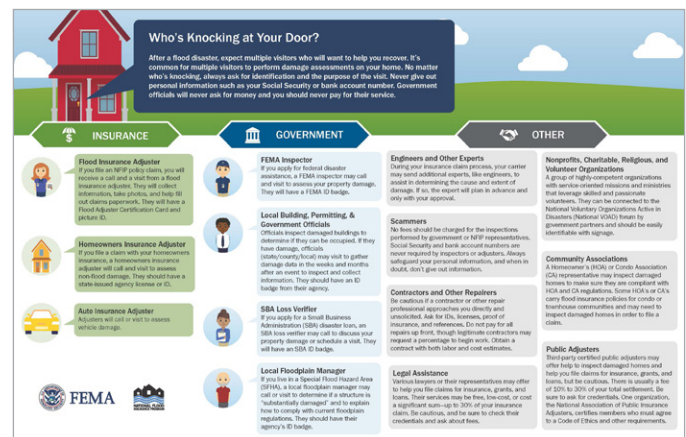 Who's Knocking at Your Door?
After a flood disaster, expect multiple visitors who will want to help you recover. It's
common for multiple visitors to perform damage assessments on your home. No matter
who's knocking, always ask for identification and the purpose of the visit. Never give out
personal information such as your Social Security or bank account number. Government
officials will never ask for money and you should never pay for their service.
INSURANCE
Flood Insurance Adjuster
If you file an NFIP policy claim, you will
receive a call and a visit from a flood
insurance adjuster. They will collect
information, take photos, and help fill
out claims paperwork. They will have a
Flood Adjuster Certification Card and
picture ID.
Homeowners Insurance Adjuster
If you file a claim with your homeowners
insurance, a homeowners insurance
adjuster will call and visit to assess
non-flood damage. They should have a
state-issued agency license or ID.
Auto Insurance Adjuster
Adjusters will call or visit to assess
vehicle damage.
FEMA
NATIONAL FLOOD
INSURANCE PROGRAM
GOVERNMENT
FEMA Inspector
If you apply for federal disaster
assistance, a FEMA inspector may call
and visit to assess your property damage.
They will have a FEMA ID badge.
Local Building, Permitting, &
Government Officials
Officials inspect damaged buildings to
determine if they can be occupied. If they
have damage, officials
(state/county/local) may visit to gather
damage data in the weeks and months
after an event to inspect and collect
information. They should have an ID
badge from their agency.
SBA Loss Verifier
If you apply for a Small Business
Administration (SBA) disaster loan, an
SBA loss verifier may call to discuss your
property damage or schedule a visit. They
will have an SBA ID badge.
Local Floodplain Manager
If you live in a Special Flood Hazard Area
(SFHA), a local floodplain manager may
call or visit to determine if a structure is
"substantially damaged" and to explain
how to comply with current floodplain
regulations. They should have their
agency's ID badge.
OTHER
Engineers and Other Experts
During your insurance claim process, your carrier
may send additional experts, like engineers, to
assist in determining the cause and extent of
damage. If so, the expert will plan in advance and
only with your approval.
Scammers
No fees should be charged for the inspections
performed by government or NFIP representatives.
Social Security and bank account numbers are
never required by inspectors or adjusters. Always
safeguard your personal information, and when in
doubt, don't give out information.
Contractors and Other Repairers
Be cautious if a contractor or other repair
professional approaches you directly and
unsolicited. Ask for IDs, licenses, proof of
insurance, and references. Do not pay for all
repairs up front, though legitimate contractors may
request a percentage to begin work. Obtain a
contract with both labor and cost estimates.
Legal Assistance
Various lawyers or their representatives may offer
to help you file claims for insurance, grants, and
loans. Their services may be free, low-cost, or cost
a significant sum—up to 30% of your insurance
claim. Be cautious, and be sure to check their
credentials and ask about fees.
Nonprofits, Charitable, Religious, and
Volunteer Organizations
A group of highly-competent organizations
with service-oriented missions and ministries
that leverage skilled and passionate
volunteers. They can be connected to the
National Voluntary Organizations Active in
Disasters (National VOAD) forum by
government partners and should be easily
identifiable with signage.
Community Associations
A Homeowner's (HOA) or Condo Association
(CA) representative may inspect damaged
homes to make sure they are compliant with
HOA and CA regulations. Some HOA's or CA's
carry flood insurance policies for condo or
townhouse communities and may need to
inspect damaged homes in order to file a
claim.
Public Adjusters
Third-party certified public adjusters may
offer help to inspect damaged homes and
help you file claims for insurance, grants, and
loans, but be cautious. There is usually a fee
of 10% to 30% of your total settlement. Be
sure to ask for credentials. One organization,
the National Association of Public Insurance
Adjusters, certifies members who must agree
to a Code of Ethics and other requirements.